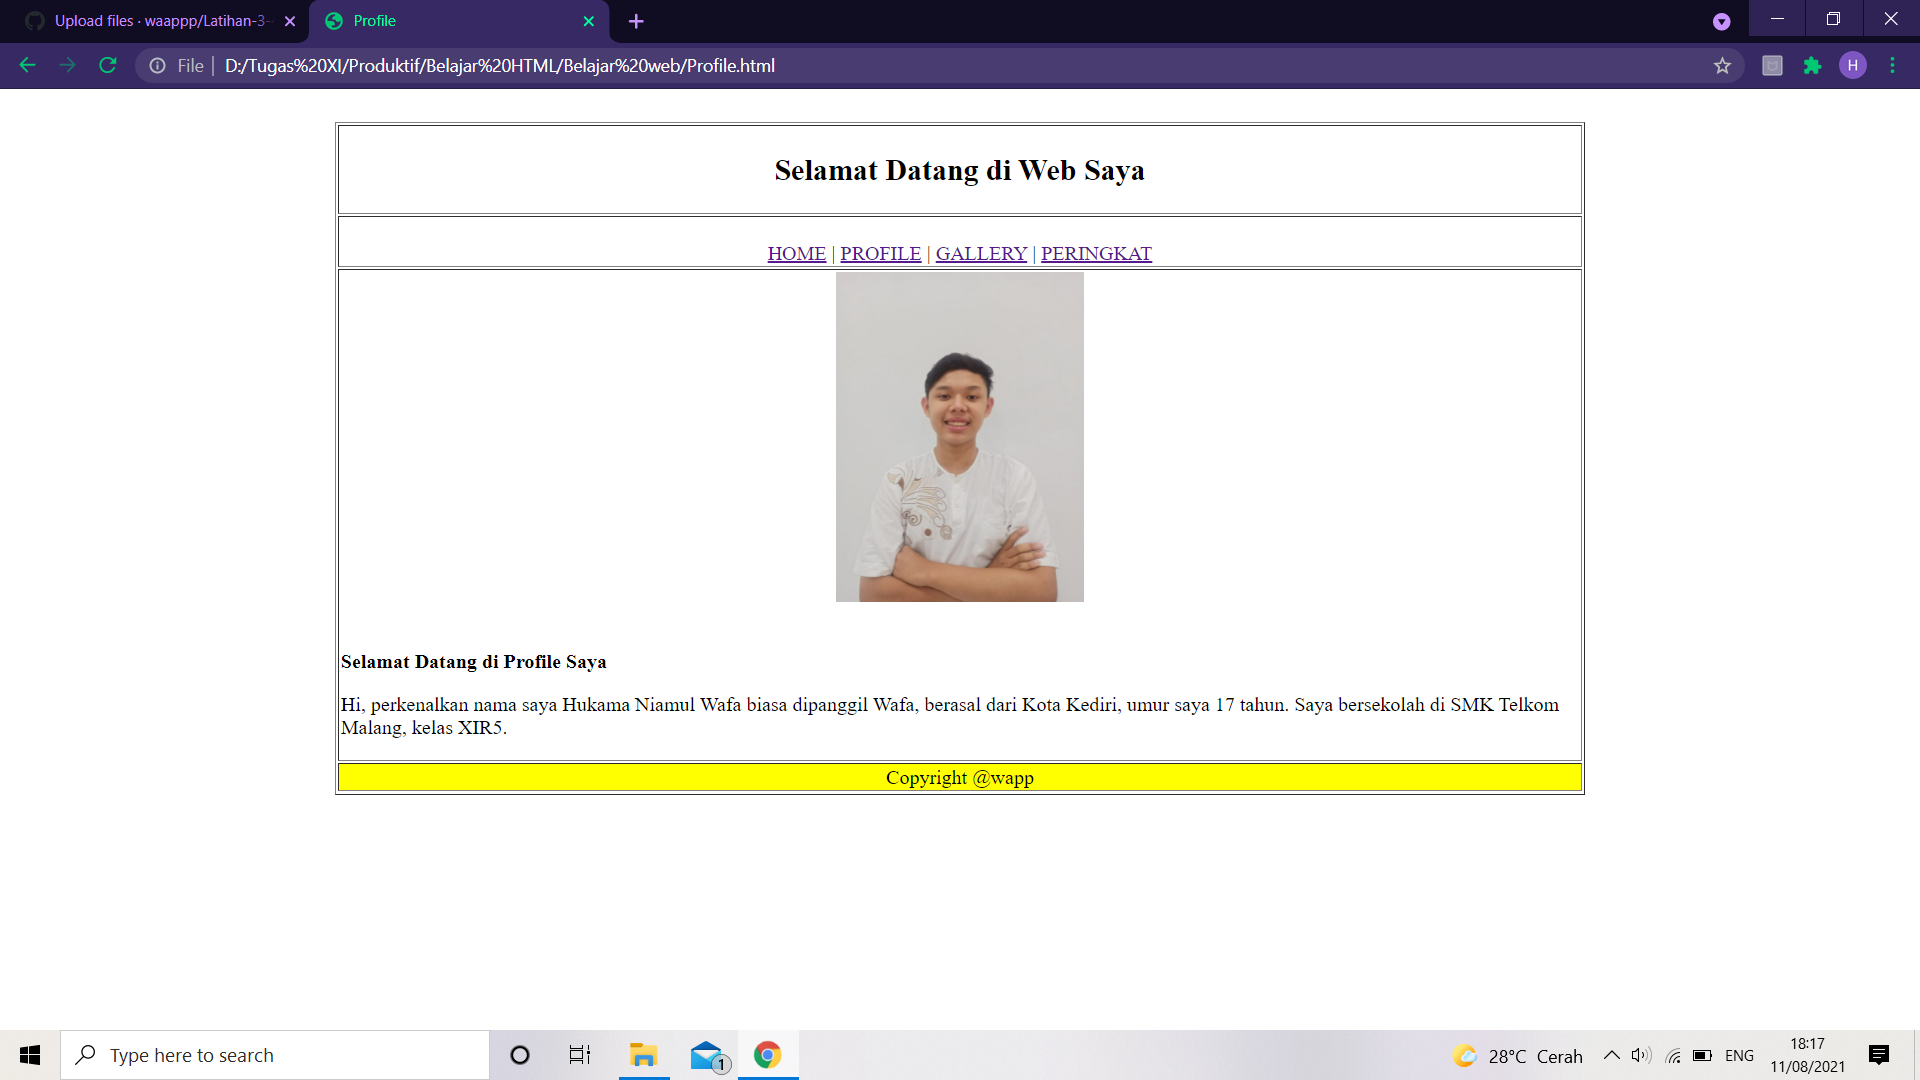 Upload files · waappp/Latihan-3-
Profile
File
D:/Tugas%20XI/Produktif/Belajar%20HTML/Belajar%20web/Profile.html
H
Selamat Datang di Web Saya
HOME | PROFILE | GALLERY | PERINGKAT
Selamat Datang di Profile Saya
Hi, perkenalkan nama saya Hukama Niamul Wafa biasa dipanggil Wafa, berasal dari Kota Kediri, umur saya 17 tahun. Saya bersekolah di SMK Telkom
Malang, kelas XIR5.
Copyright @wapp
Type here to search
1
28°C Cerah
ENG
18:17
11/08/2021